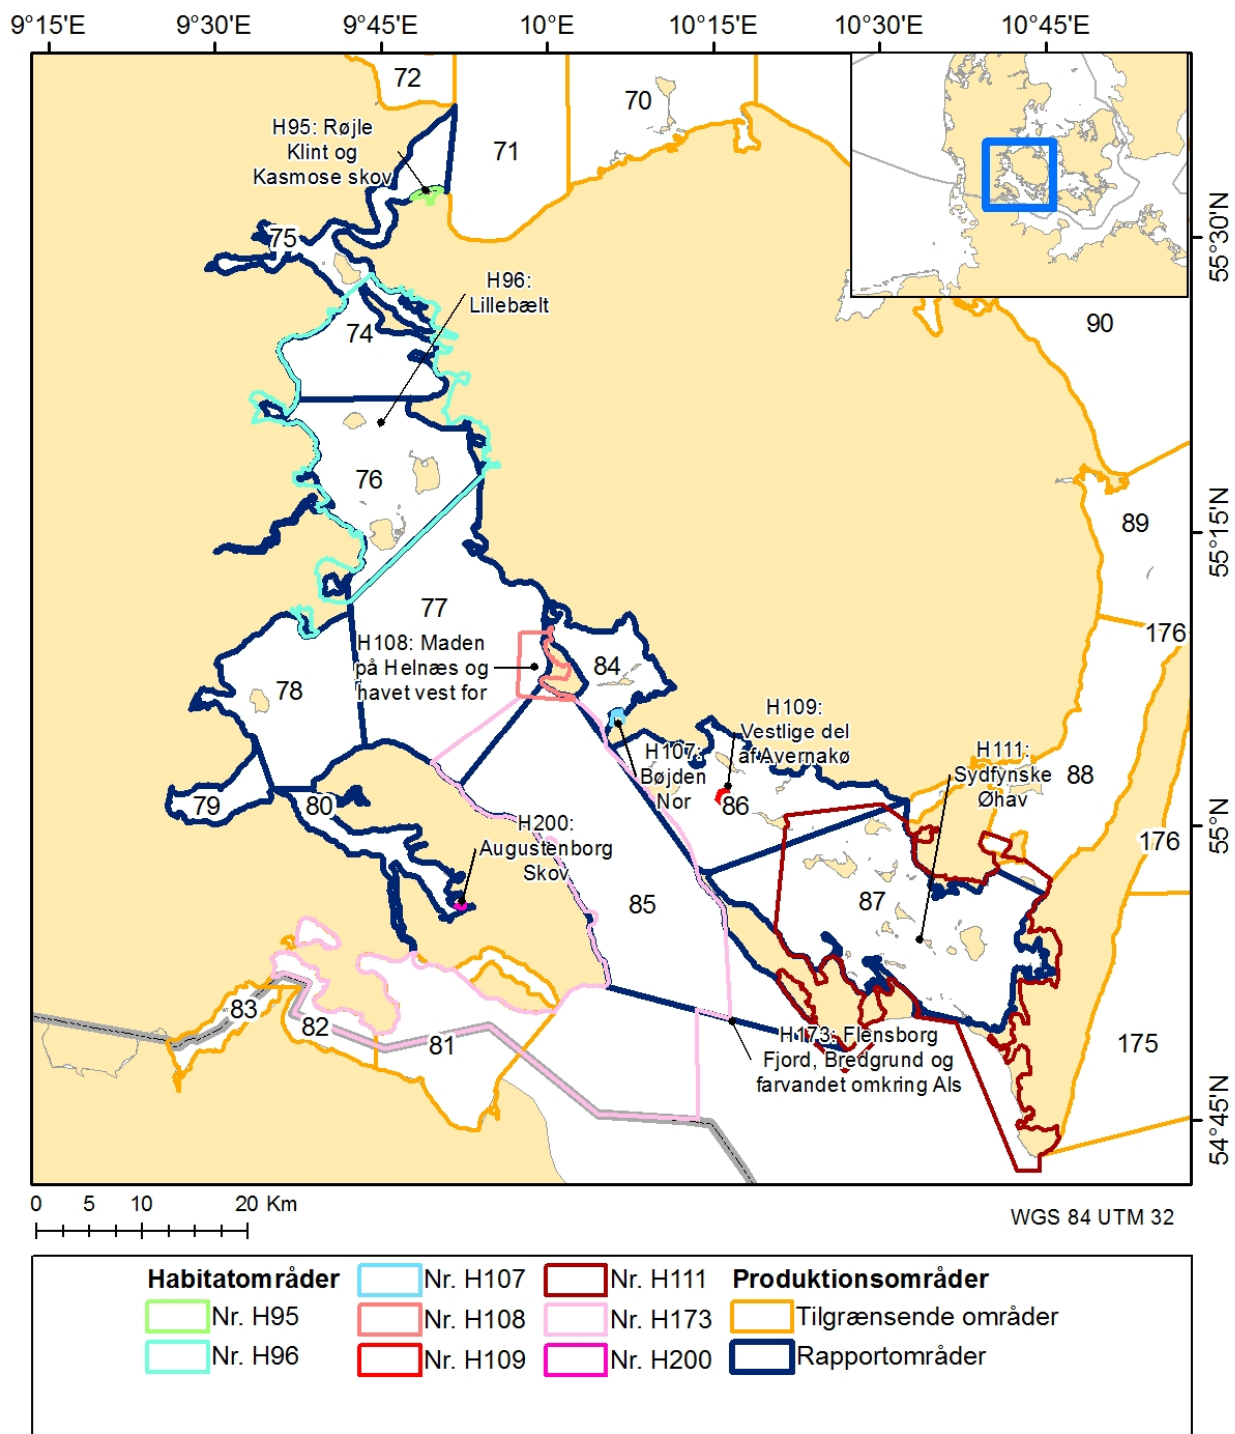 9°15'E 9°30'E 9°45'E 10° 10°15'E 10°30'E 10°45'E
72
70
71
H95: Røjle
Klint og
Kasmose skov
55°30'N
75
H96:
Lillebælt
74
90
76
89
55°15'N
77
176
H108: Maden
på Helnæs og
havet vest for
84
78
H109:
Vestlige del
af Avernakø
H107:
Bøjden
Nor
H111:
Sydfynske
Øhav
88
86
79
80
H200:
Augustenborg
Skov
55°N
176
85
87
83
82
81
H173: Flensborg
Fjord, Bredgrund og
farvandet omkring Als
175
54°45'N
0 5 10 20 Km
WGS 84 UTM 32
Habitatområder
Nr. H95
Nr. H96
Nr. H107
Nr. H108
Nr. H109
Nr. H111
Nr. H173
Nr. H200
Produktionsområder
Tilgrænsende områder
Rapportområder